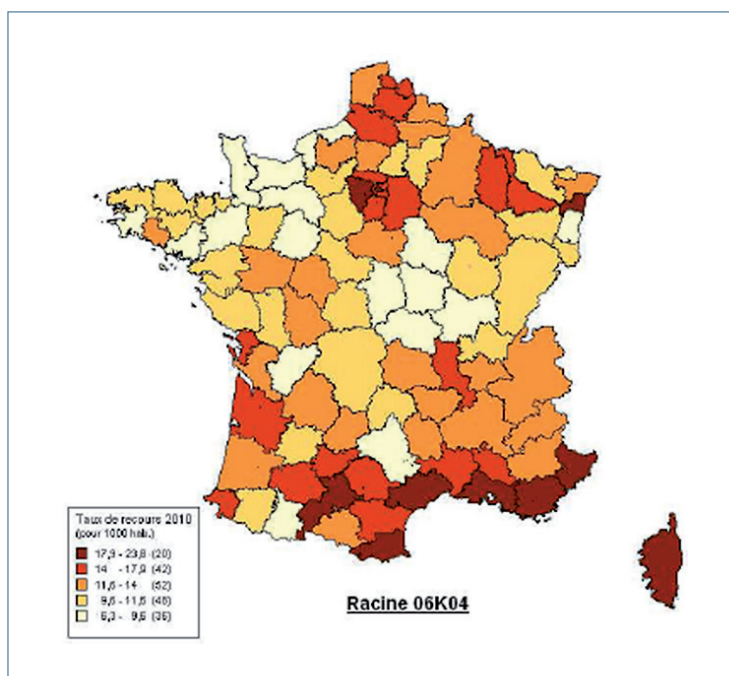 Taux de recours 2010
(pour 1000 hab.)
17,9 - 23,8 (20)
14 - 17,9 (42)
11,6 - 14 (52)
9,6 - 11,6 (48)
6,3 - 9,6 (36)
Racine 06K04